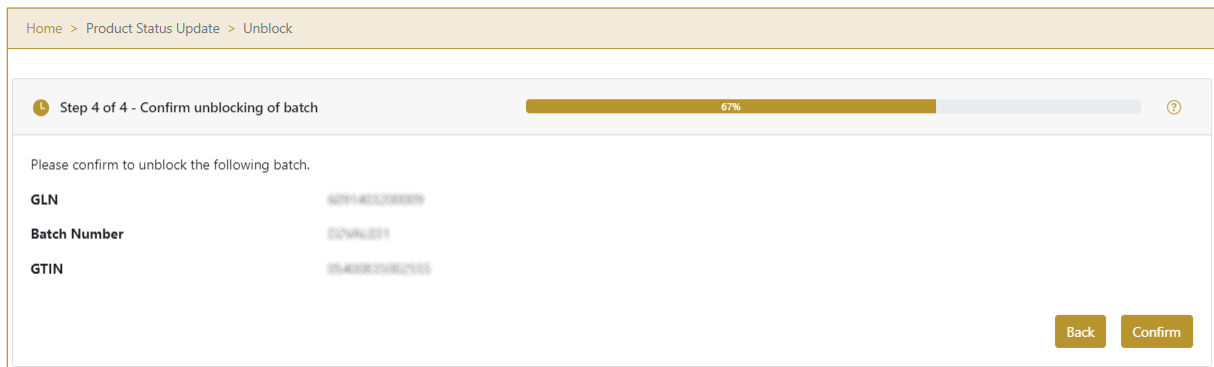 Home > Product Status Update > Unblock
Step 4 of 4 - Confirm unblocking of batch 67% ?
Please confirm to unblock the following batch.
GLN
Batch Number
GTIN
Back Confirm